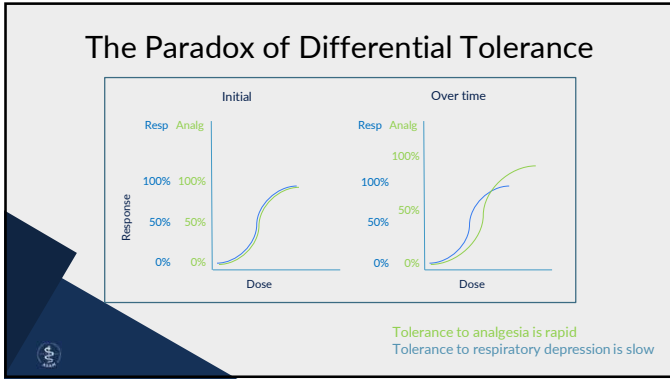 The Paradox of Differential Tolerance
Initial
Resp Analg
100% 100%
50% 50%
0% 0%
Response
Dose
Over time
Resp Analg
100%
100%
50%
50%
0% 0%
Dose
Tolerance to analgesia is rapid
Tolerance to respiratory depression is slow
ASAM